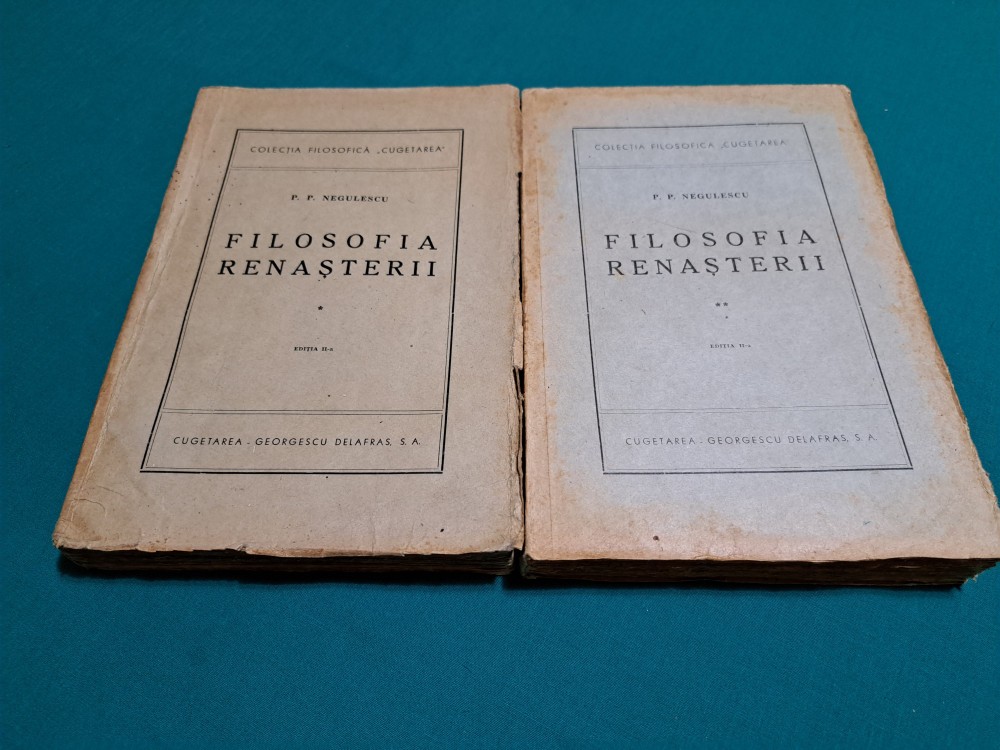 COLECȚIA FILOSOFICĂ „CUGETAREA"
P. P. NEGULESCU
FILOSOFIA
RENAȘTERII
*
EDIȚIA II-a
CUGETAREA - GEORGESCU DELAFRAS, S. A.
COLECȚIA FILOSOFICĂ „CUGETAREA"
P. P. NEGULESCU
FILOSOFIA
RENAȘTERII
**
EDIȚIA II-a
CUGETAREA - GEORGESCU DELAFRAS, S. A.